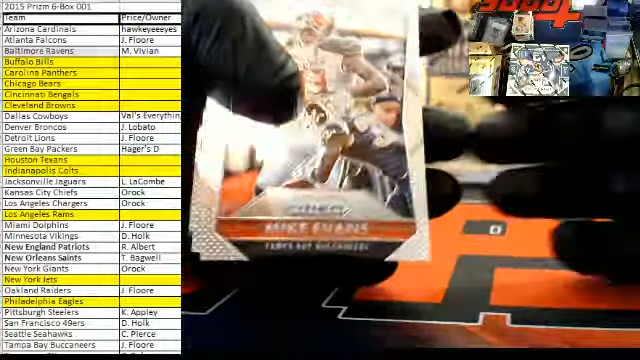 2015 Prizm 6-Box 001
Team Price/Owner
Arizona Cardinals hawkeyeeeyes
Atlanta Falcons J. Floore
Baltimore Ravens M. Vivian
Buffalo Bills
Carolina Panthers
Chicago Bears
Cincinnati Bengals
Cleveland Browns
Dallas Cowboys Val's Everythin
Denver Broncos J. Lobato
Detroit Lions J. Floore
Green Bay Packers Hager's D
Houston Texans
Indianapolis Colts
Jacksonville Jaguars L. LaCombe
Kansas City Chiefs Orock
Los Angeles Chargers Orock
Los Angeles Rams
Miami Dolphins J. Floore
Minnesota Vikings D. Holk
New England Patriots R. Albert
New Orleans Saints T. Bagwell
New York Giants Orock
New York Jets
Oakland Raiders J. Floore
Philadelphia Eagles
Pittsburgh Steelers K. Appley
San Francisco 49ers D. Holk
Seattle Seahawks C. Pierce
Tampa Bay Buccaneers J. Floore
PRIZM
MIKE EVANS
TAMPA BAY BUCCANEERS